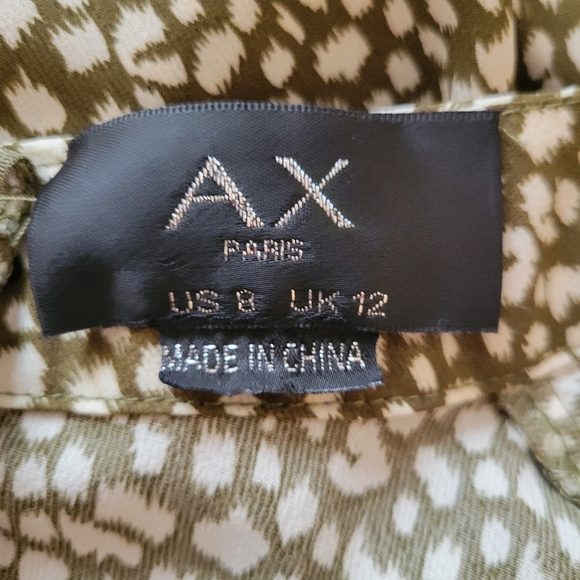 AX
PARIS
US 8 UK 12
MADE IN CHINA